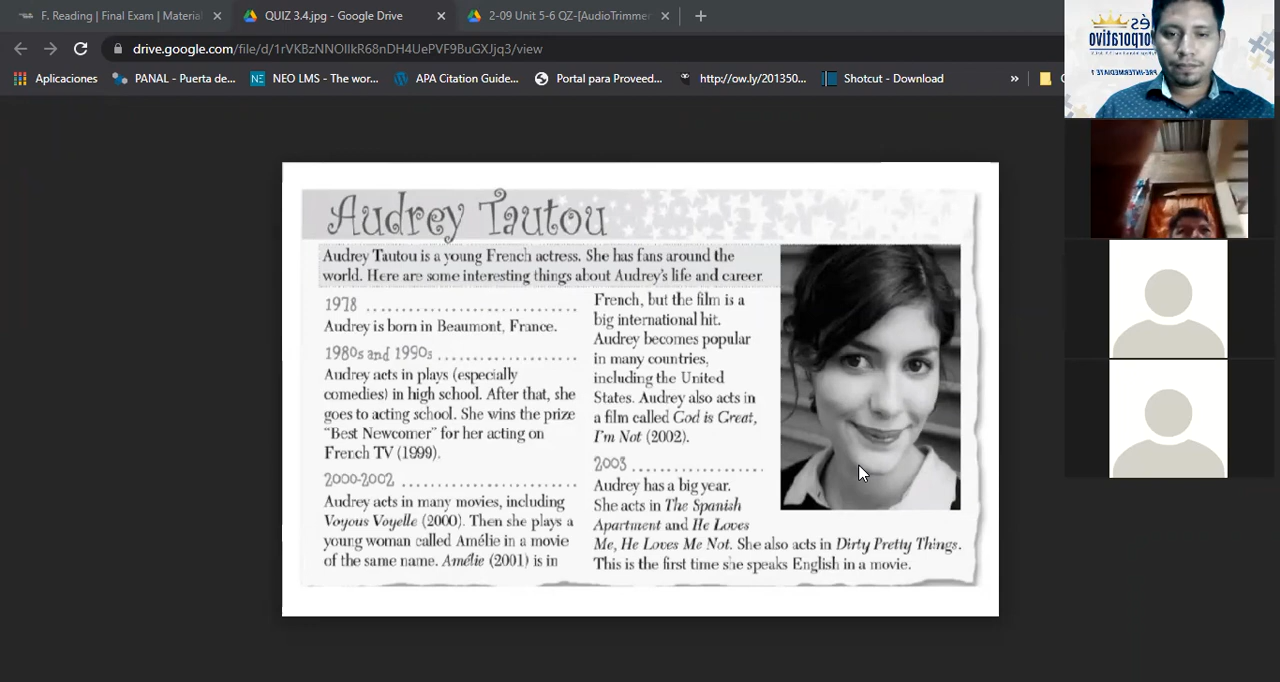 F. Reading | Final Exam | Material
QUIZ 3.4.jpg - Google Drive
2-09 Unit 5-6 QZ-[AudioTrimmer
drive.google.com/file/d/1rVKBzNNOIlkR68nDH4UePVF9BuGXJjq3/view
Aplicaciones
PANAL - Puerta de...
NEO LMS - The wor...
APA Citation Guide...
Portal para Proveed...
http://ow.ly/201350...
Shotcut - Download
»
Audrey Tautou
Audrey Tautou is a young French actress. She has fans around the
world. Here are some interesting things about Audrey's life and career.
1978
Audrey is born in Beaumont, France.
1980s and 1990s
Audrey acts in plays (especially
comedies) in high school. After that, she
goes to acting school. She wins the prize
"Best Newcomer" for her acting on
French TV (1999).
2000-2002
Audrey acts in many movies, including
Voyous Voyelle (2000). Then she plays a
young woman called Amélie in a movie
of the same name. Amélie (2001) is in
French, but the film is a
big international hit.
Audrey becomes popular
in many countries,
including the United
States. Audrey also acts in
a film called God is Great,
I'm Not (2002).
2003
Audrey has a big year.
She acts in The Spanish
Apartment and He Loves
Me, He Loves Me Not. She also acts in Dirty Pretty Things.
This is the first time she speaks English in a movie.
és
orporativo
PRE-INTERMEDIATE 1